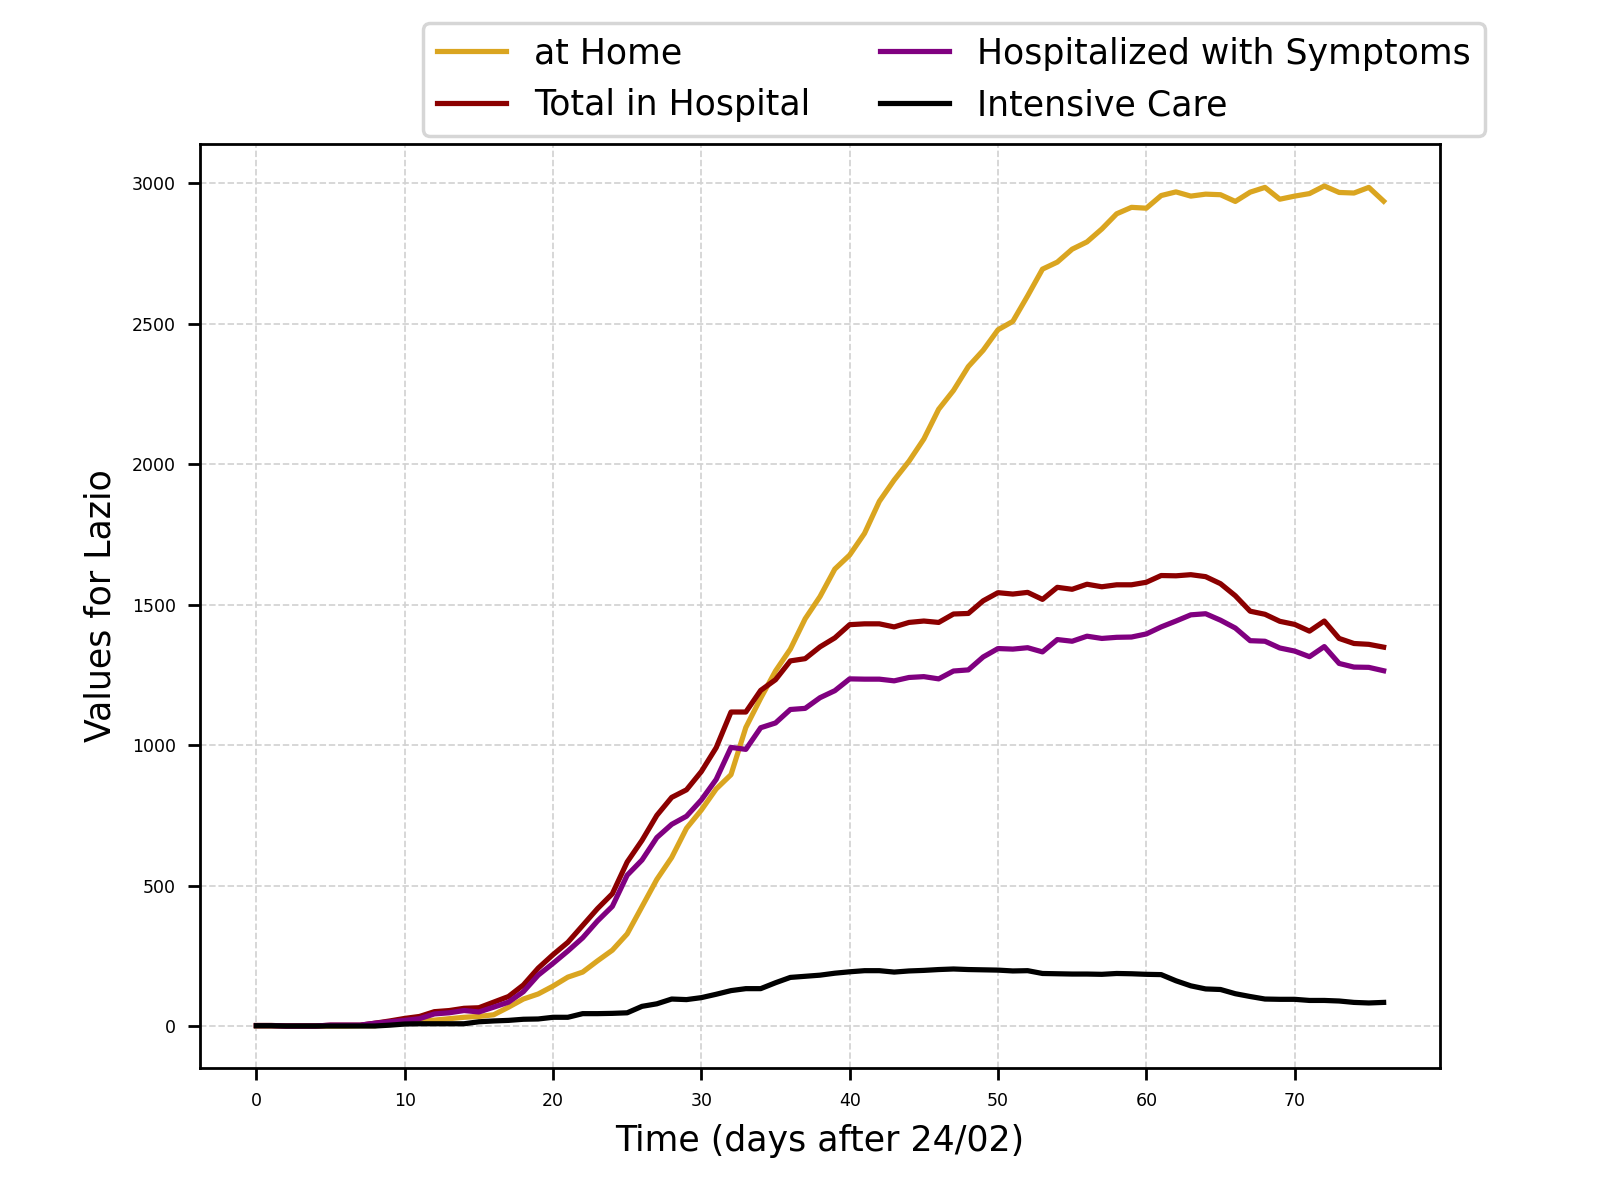 at Home
Hospitalized with Symptoms
Total in Hospital
Intensive Care
3000
2500
2000
1500
1000
500
0
Values for Lazio
0 10 20 30 40 50 60 70
Time (days after 24/02)